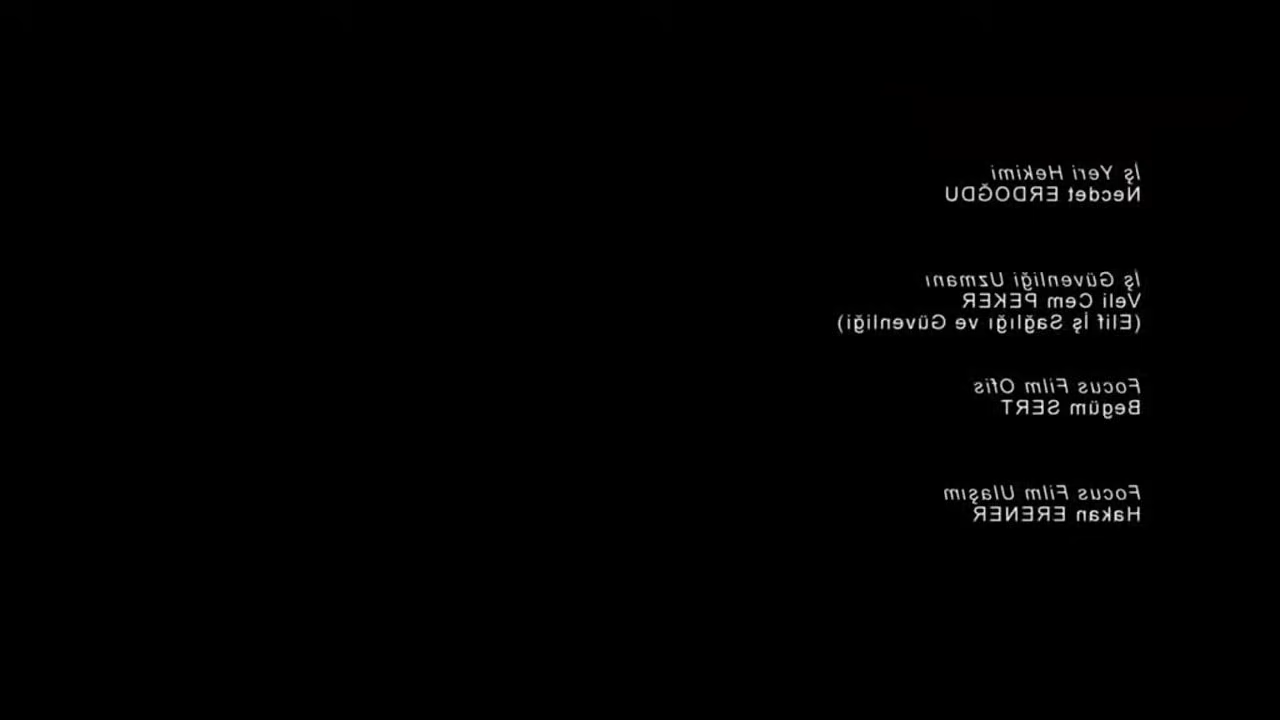 İş Yeri Hekimi
Necdet ERDOĞDU
İş Güvenliği Uzmanı
Veli Cem PEKER
(Elif İş Sağlığı ve Güvenliği)
Focus Film Ofis
Begüm SERT
Focus Film Ulaşım
Hakan ERENER